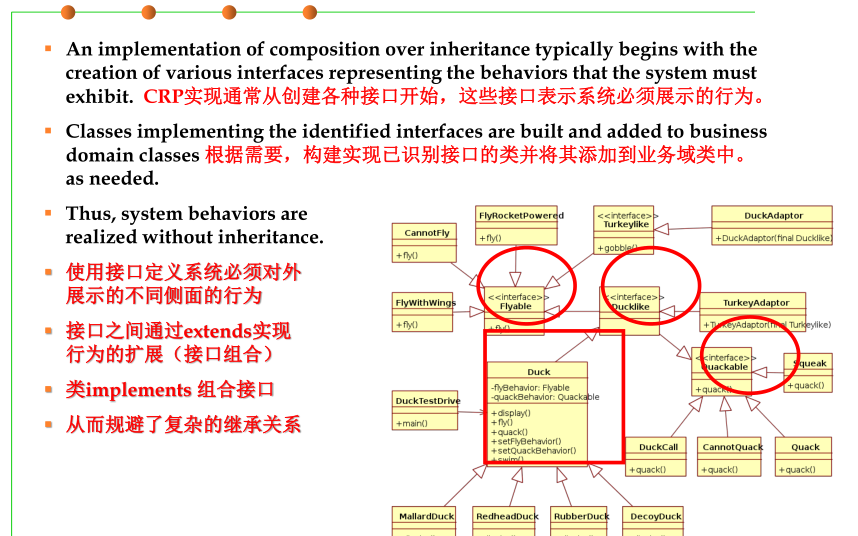 An implementation of composition over inheritance typically begins with the
creation of various interfaces representing the behaviors that the system must
exhibit. CRP实现通常从创建各种接口开始，这些接口表示系统必须展示的行为。
Classes implementing the identified interfaces are built and added to business
domain classes 根据需要，构建实现已识别接口的类并将其添加到业务域类中。
as needed.
Thus, system behaviors are
realized without inheritance.
使用接口定义系统必须对外
展示的不同侧面的行为
接口之间通过extends实现
行为的扩展（接口组合）
类implements 组合接口
从而规避了复杂的继承关系
CannotFly
+fly()
FlyRocketPowered
+fly()
<<interface>>
Turkeylike
+gobble()
DuckAdaptor
+DuckAdaptor(final Ducklike)
FlyWithWings
+fly()
<<interface>>
Flyable
+fly()
<<interface>>
Ducklike
TurkeyAdaptor
+TurkeyAdaptor(final Turkeylike)
<<interface>>
Quackable
+quack()
Squeak
+quack()
DuckTestDrive
+main()
Duck
-flyBehavior: Flyable
-quackBehavior: Quackable
+display()
+fly()
+quack()
+setFlyBehavior()
+setQuackBehavior()
+swim()
DuckCall
+quack()
CannotQuack
+quack()
Quack
+quack()
MallardDuck
RedheadDuck
RubberDuck
DecoyDuck